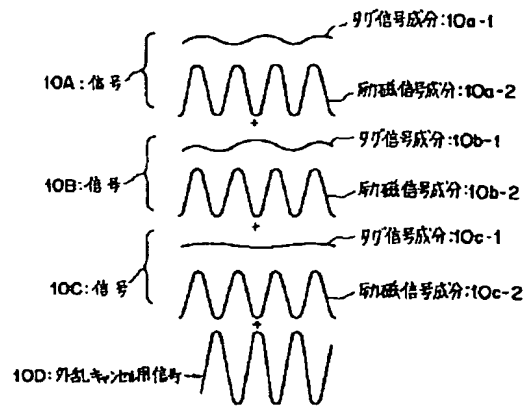 タグ信号成分:10a-1
10A:信号
励磁信号成分:10a-2
+
タグ信号成分:10b-1
10B:信号
励磁信号成分:10b-2
+
タグ信号成分:10c-1
10C:信号
励磁信号成分:10c-2
+
10D:外乱キャンセル用信号